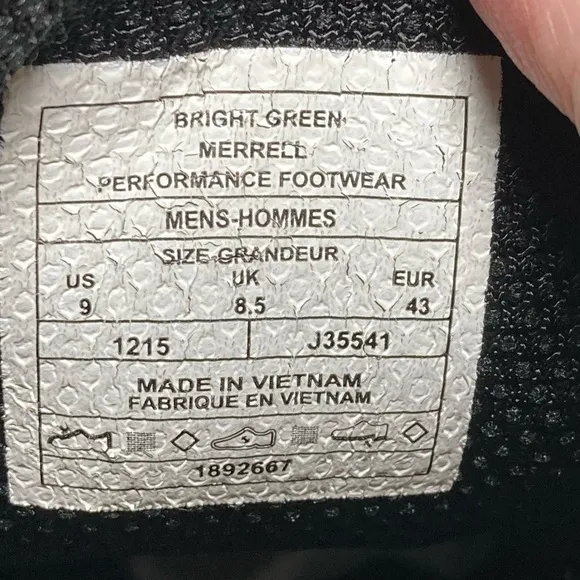 BRIGHT GREEN
MERRELL
PERFORMANCE FOOTWEAR
MENS-HOMMES
SIZE-GRANDEUR
US UK EUR
9 8.5 43
1215 J35541
MADE IN VIETNAM
FABRIQUE EN VIETNAM
1892667